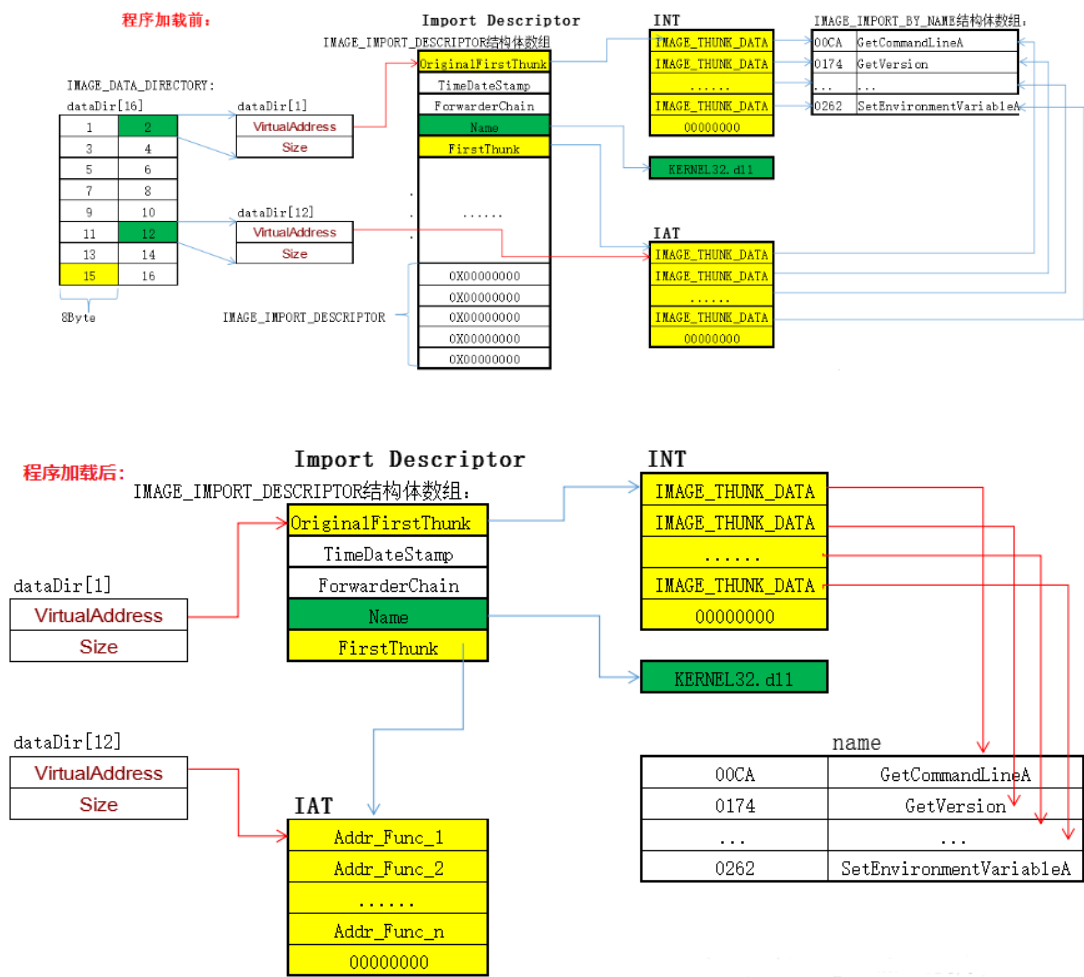 程序加载前：
Import Descriptor
IMAGE_IMPORT_DESCRIPTOR结构体数组
INT
IMAGE_IMPORT_BY_NAME结构体数组：
IMAGE_DATA_DIRECTORY:
dataDir[16]
1 2
3 4
5 6
7 8
9 10
11 12
13 14
15 16
8Byte
dataDir[1]
VirtualAddress
Size
dataDir[12]
VirtualAddress
Size
IMAGE_IMPORT_DESCRIPTOR
OriginalFirstThunk
TimeDateStamp
ForwarderChain
Name
FirstThunk
......
0X00000000
0X00000000
0X00000000
0X00000000
0X00000000
IMAGE_THUNK_DATA
IMAGE_THUNK_DATA
......
IMAGE_THUNK_DATA
00000000
KERNEL32.dll
IAT
IMAGE_THUNK_DATA
IMAGE_THUNK_DATA
......
IMAGE_THUNK_DATA
00000000
00CA GetCommandLineA
0174 GetVersion
... ...
0262 SetEnvironmentVariableA
程序加载后：
Import Descriptor
IMAGE_IMPORT_DESCRIPTOR结构体数组：
INT
dataDir[1]
VirtualAddress
Size
OriginalFirstThunk
TimeDateStamp
ForwarderChain
Name
FirstThunk
IMAGE_THUNK_DATA
IMAGE_THUNK_DATA
......
IMAGE_THUNK_DATA
00000000
KERNEL32.dll
dataDir[12]
VirtualAddress
Size
IAT
Addr_Func_1
Addr_Func_2
......
Addr_Func_n
00000000
name
00CA GetCommandLineA
0174 GetVersion
... ...
0262 SetEnvironmentVariableA